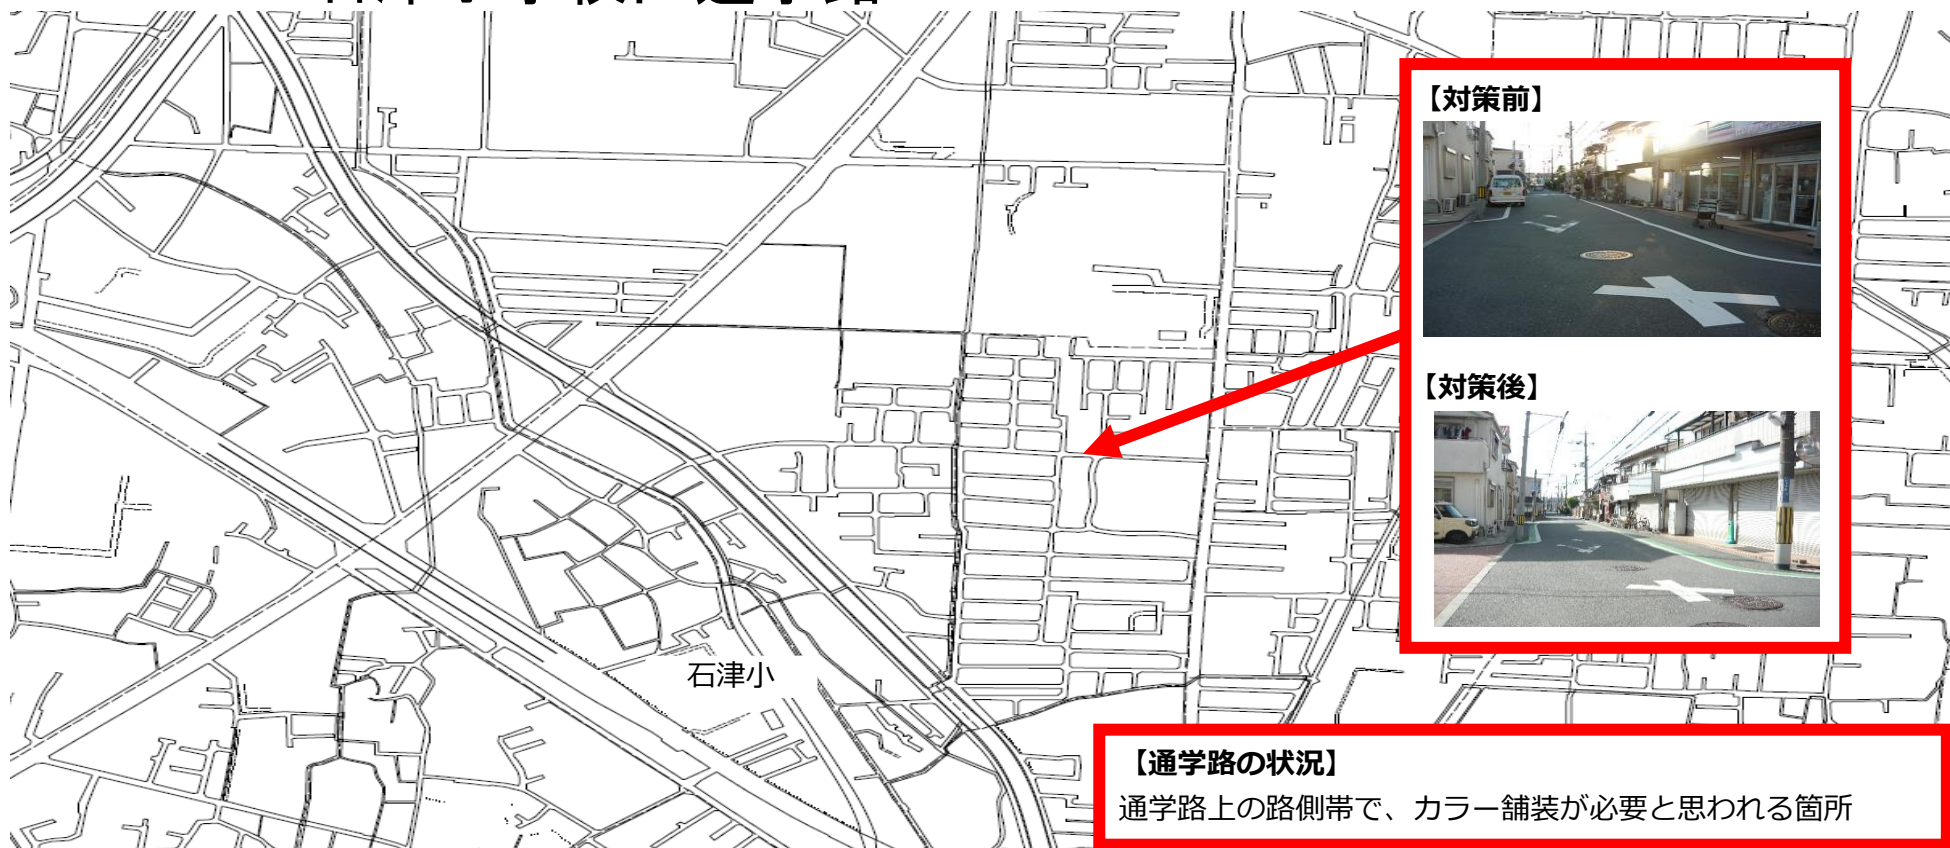 【対策前】
【対策後】
石津小
【通学路の状況】
通学路上の路側帯で、カラー舗装が必要と思われる箇所